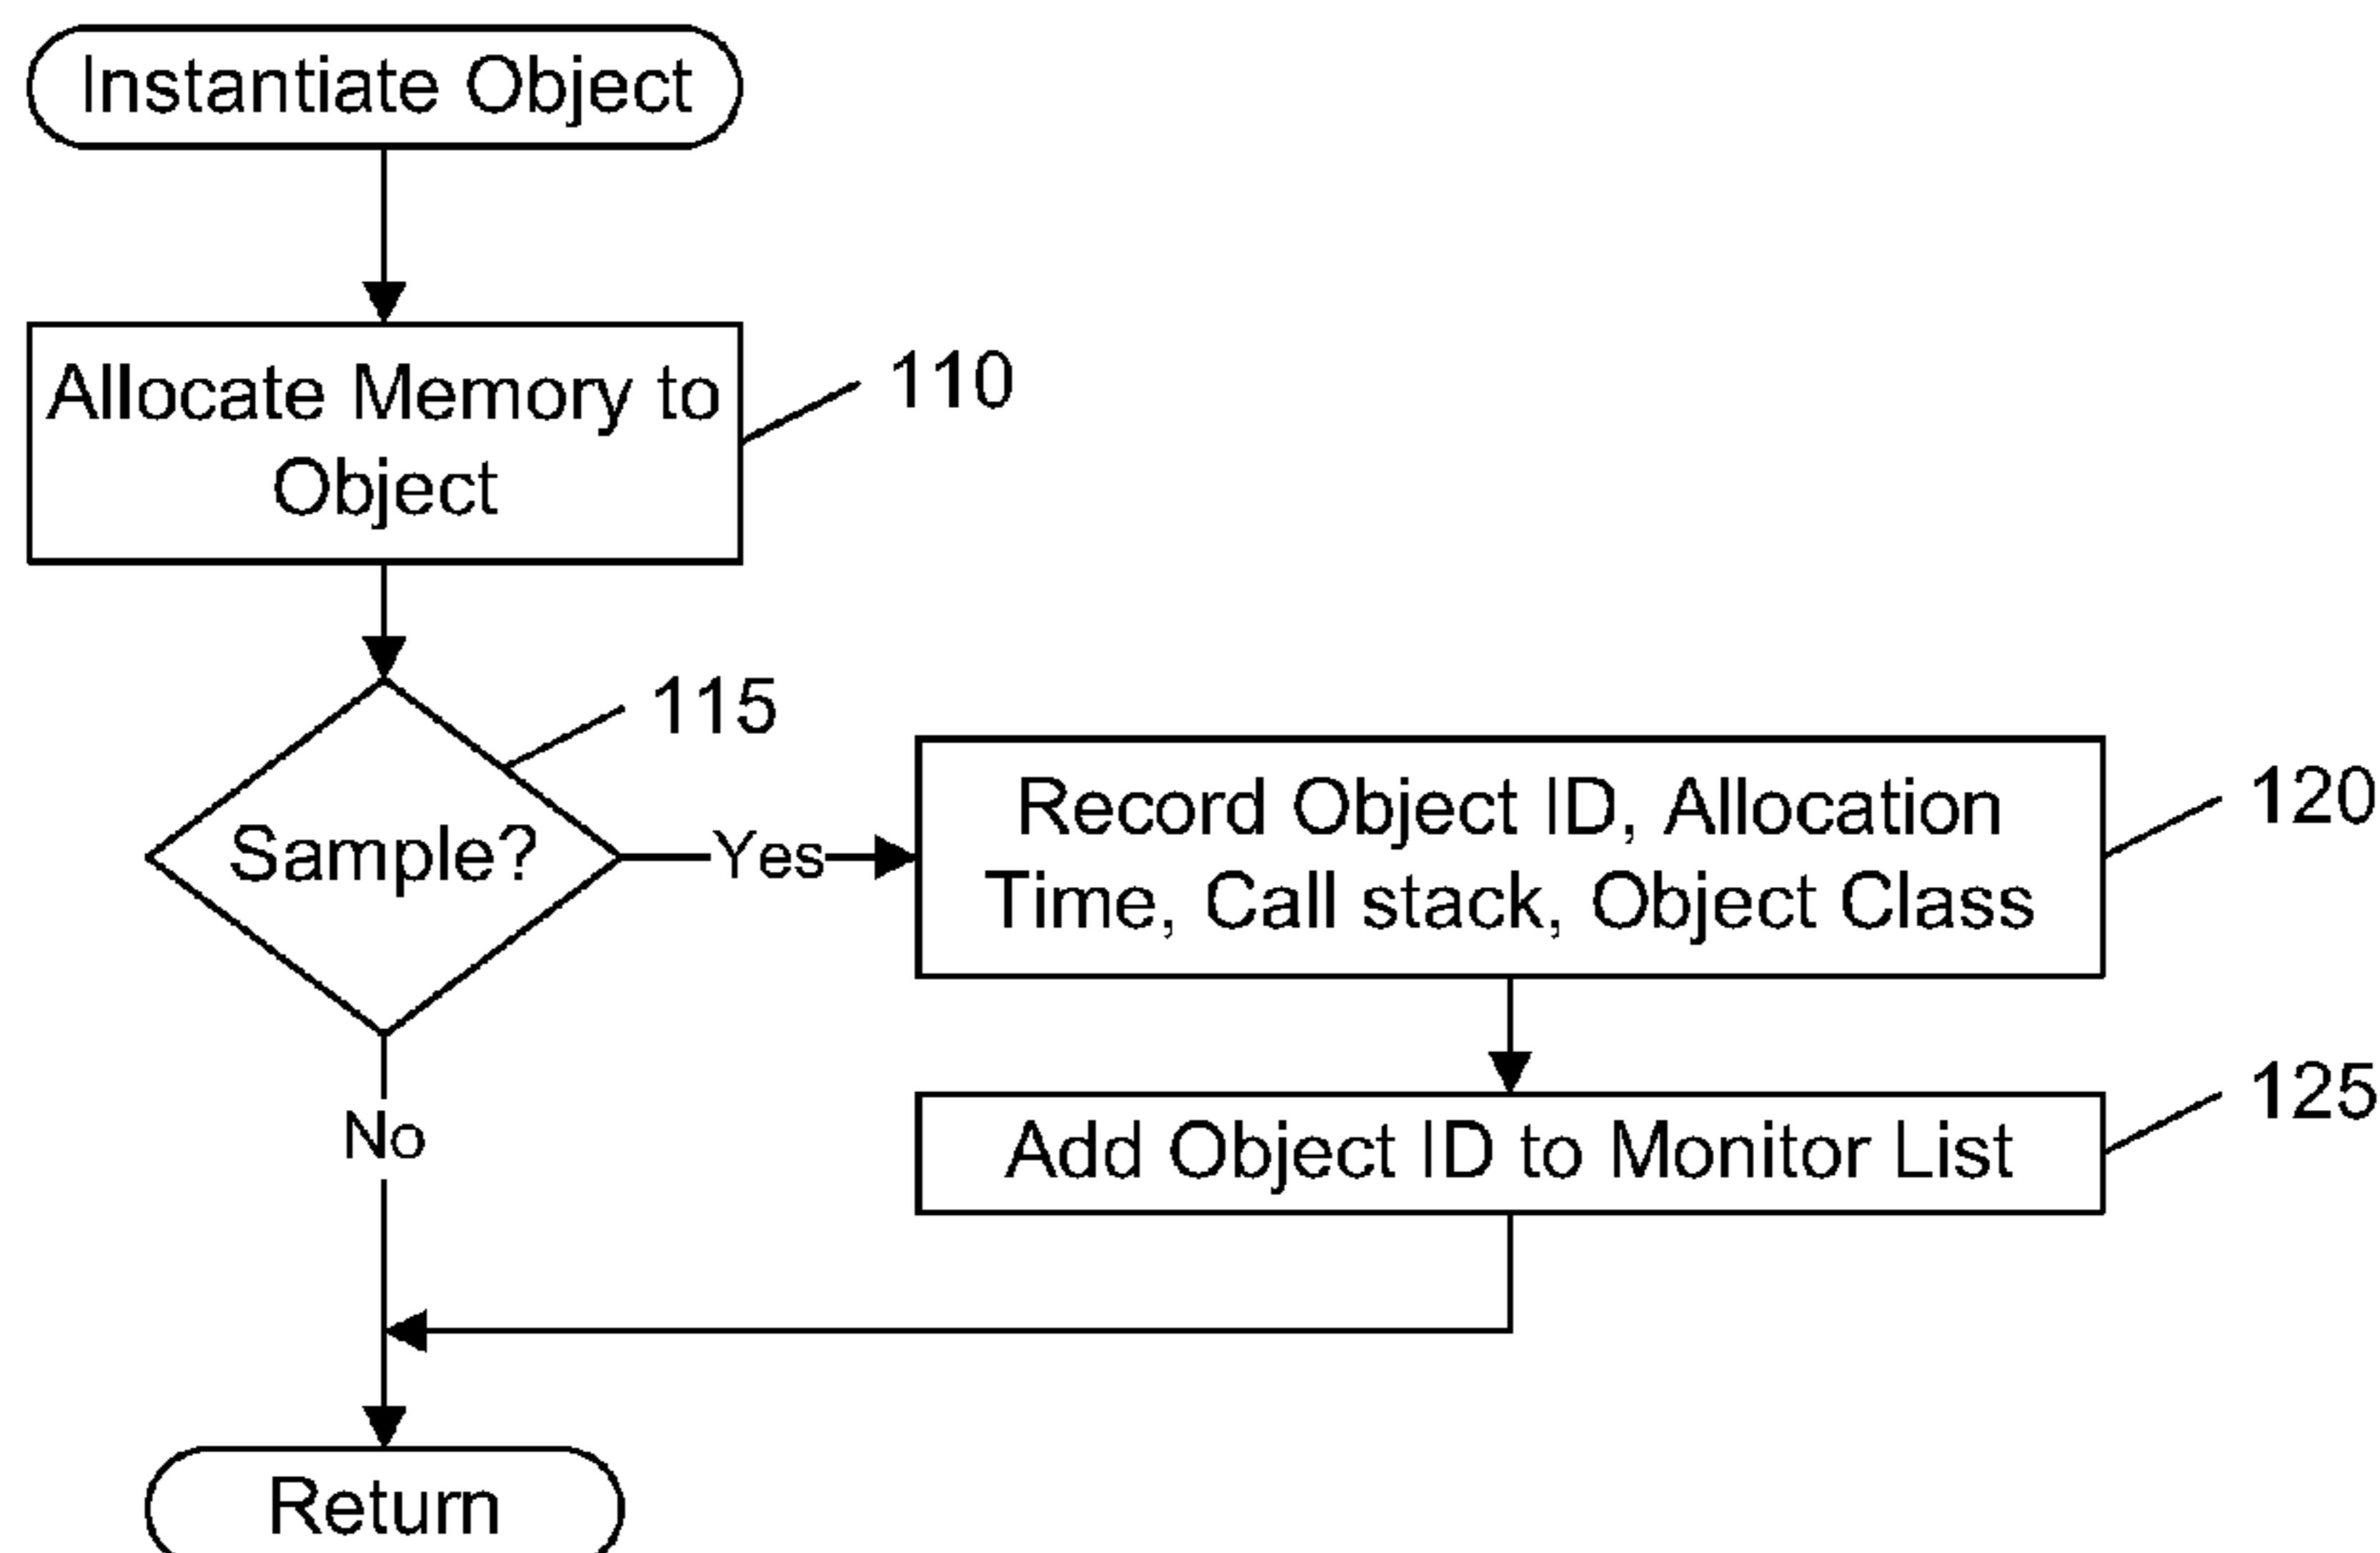 Instantiate Object
Allocate Memory to
Object
110
115
Sample?
Yes
Record Object ID, Allocation
Time, Call stack, Object Class
120
No
Add Object ID to Monitor List
125
Return